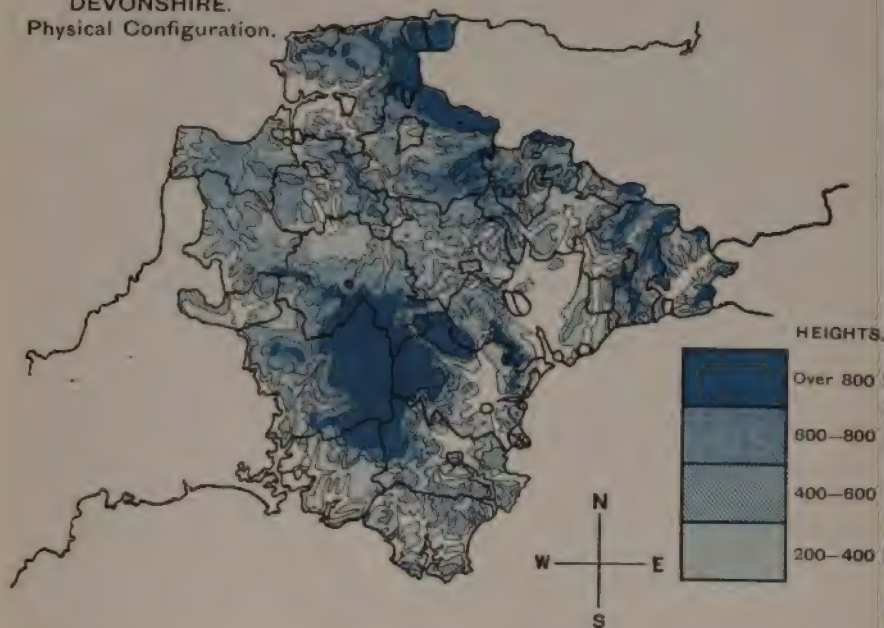 DEVONSHIRE.
Physical Configuration.
HEIGHTS.
Over 800'
600—800'
400—600'
200—400'
N
W E
S